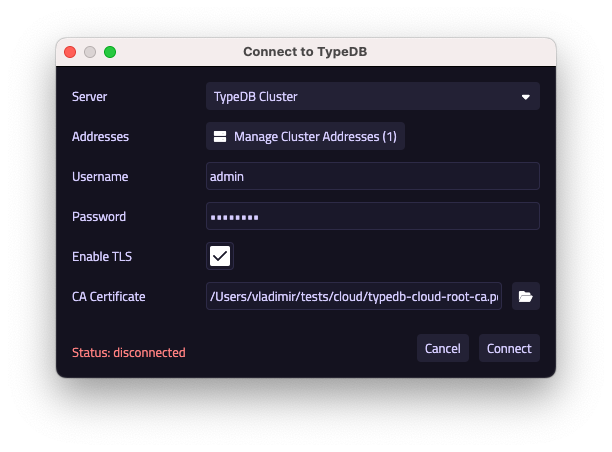 Connect to TypeDB
Server TypeDB Cluster
Addresses Manage Cluster Addresses (1)
Username admin
Password ••••••••
Enable TLS
CA Certificate /Users/vladimir/tests/cloud/typedb-cloud-root-ca.pe
Status: disconnected Cancel Connect